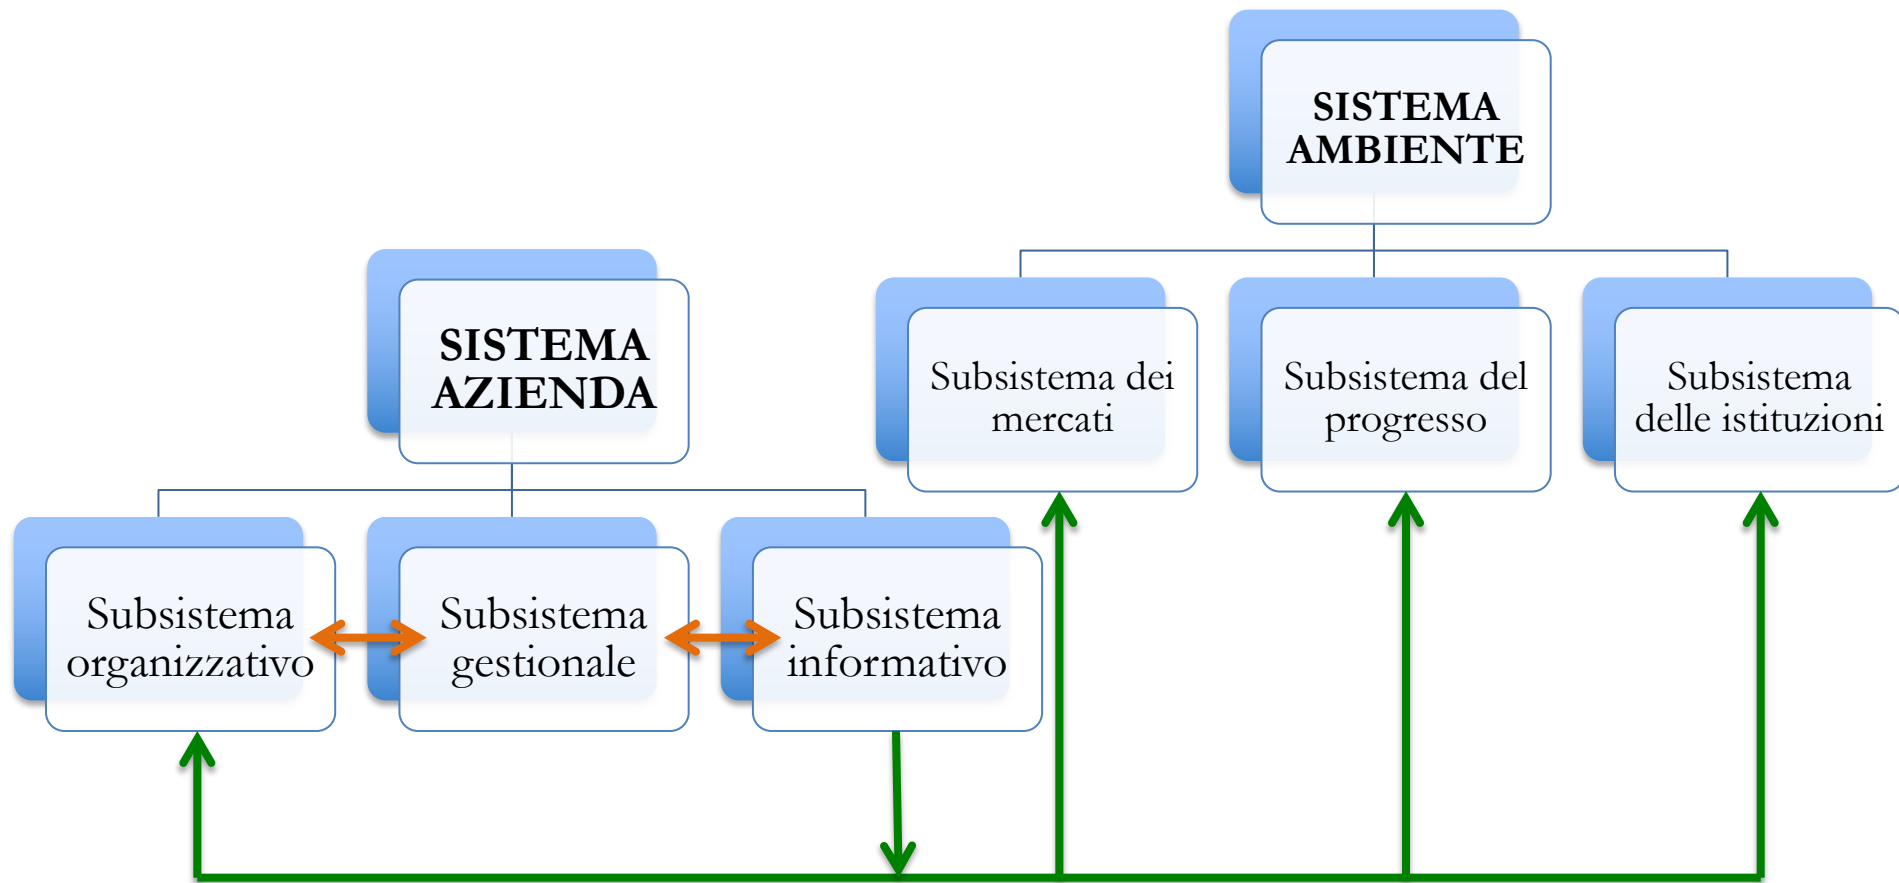 SISTEMA
AMBIENTE
SISTEMA
AZIENDA
Subsistema dei
mercati
Subsistema del
progresso
Subsistema
delle istituzioni
Subsistema
organizzativo
Subsistema
gestionale
Subsistema
informativo